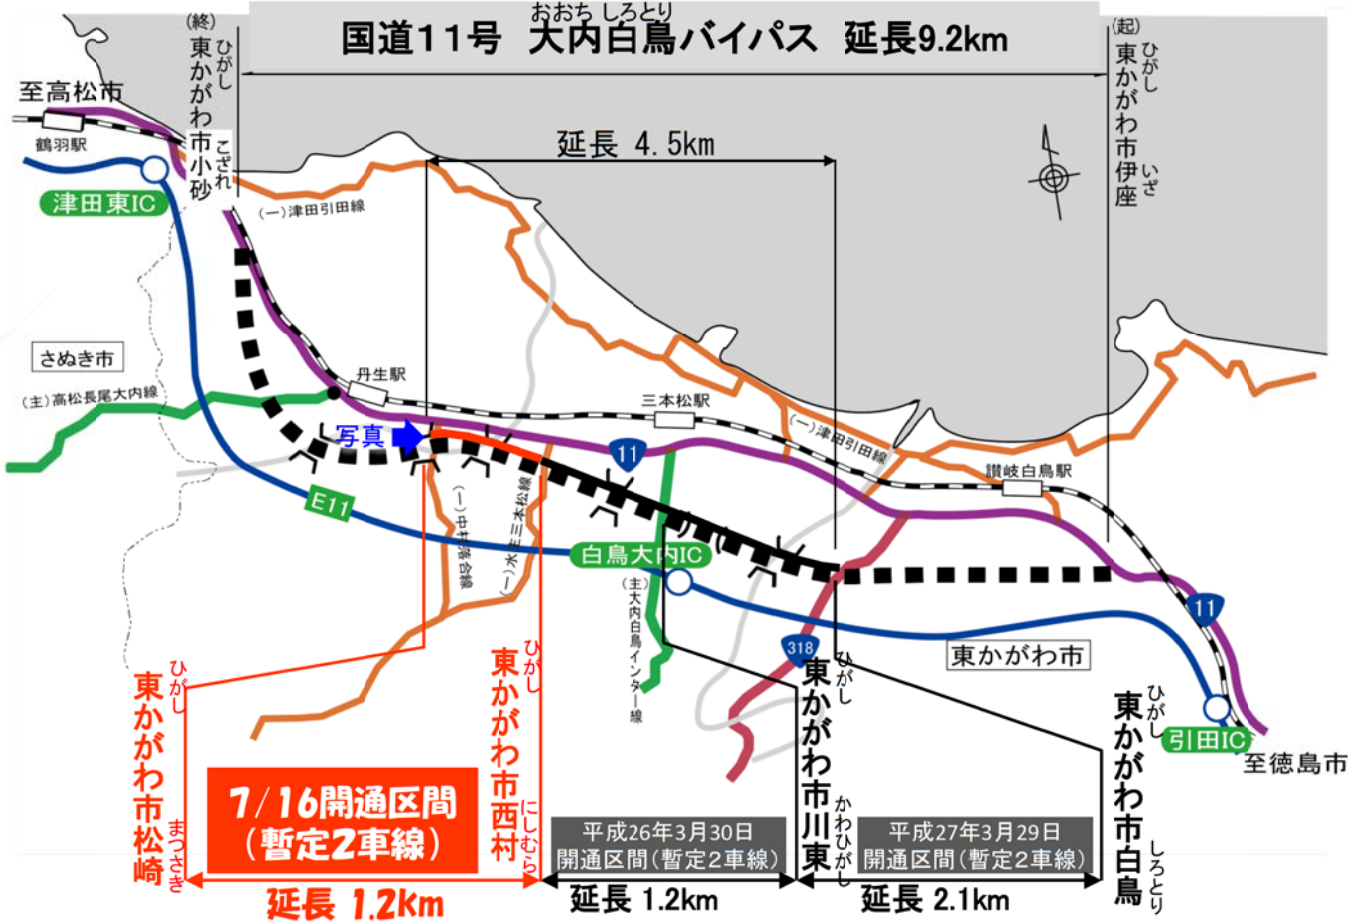 おおち しろとり
国道11号 大内白鳥バイパス 延長9.2km
(終)
東かがわ市小砂
ひがし
こざれ
(起)
東かがわ市伊座
ひがし
いざ
至高松市
鶴羽駅
津田東IC
延長 4.5km
(一)津田引田線
さぬき市
(主)高松長尾大内線
丹生駅
写真
三本松駅
(一)津田引田線
11
讃岐白鳥駅
E11
(一)中村落合線
(一)水主三本松線
白鳥大内IC
(主)大内白鳥インター線
318
11
東かがわ市
引田IC
至徳島市
東かがわ市松崎
ひがし
まつさき
東かがわ市西村
ひがし
にしむら
東かがわ市川東
ひがし
かわひがし
東かがわ市白鳥
ひがし
しろとり
7/16開通区間
(暫定2車線)
平成26年3月30日
開通区間(暫定2車線)
平成27年3月29日
開通区間(暫定2車線)
延長 1.2km
延長 1.2km
延長 2.1km